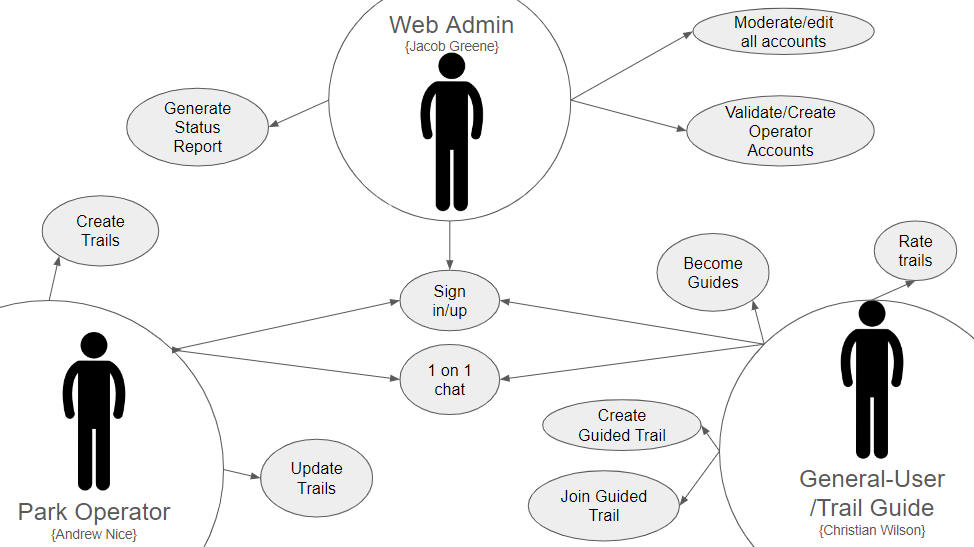 Web Admin
{Jacob Greene}
Moderate/edit
all accounts
Generate
Status
Report
Validate/Create
Operator
Accounts
Create
Trails
Rate
trails
Become
Guides
Sign
in/up
1 on 1
chat
Create
Guided Trail
Update
Trails
Join Guided
Trail
General-User
/Trail Guide
{Christian Wilson}
Park Operator
{Andrew Nice}